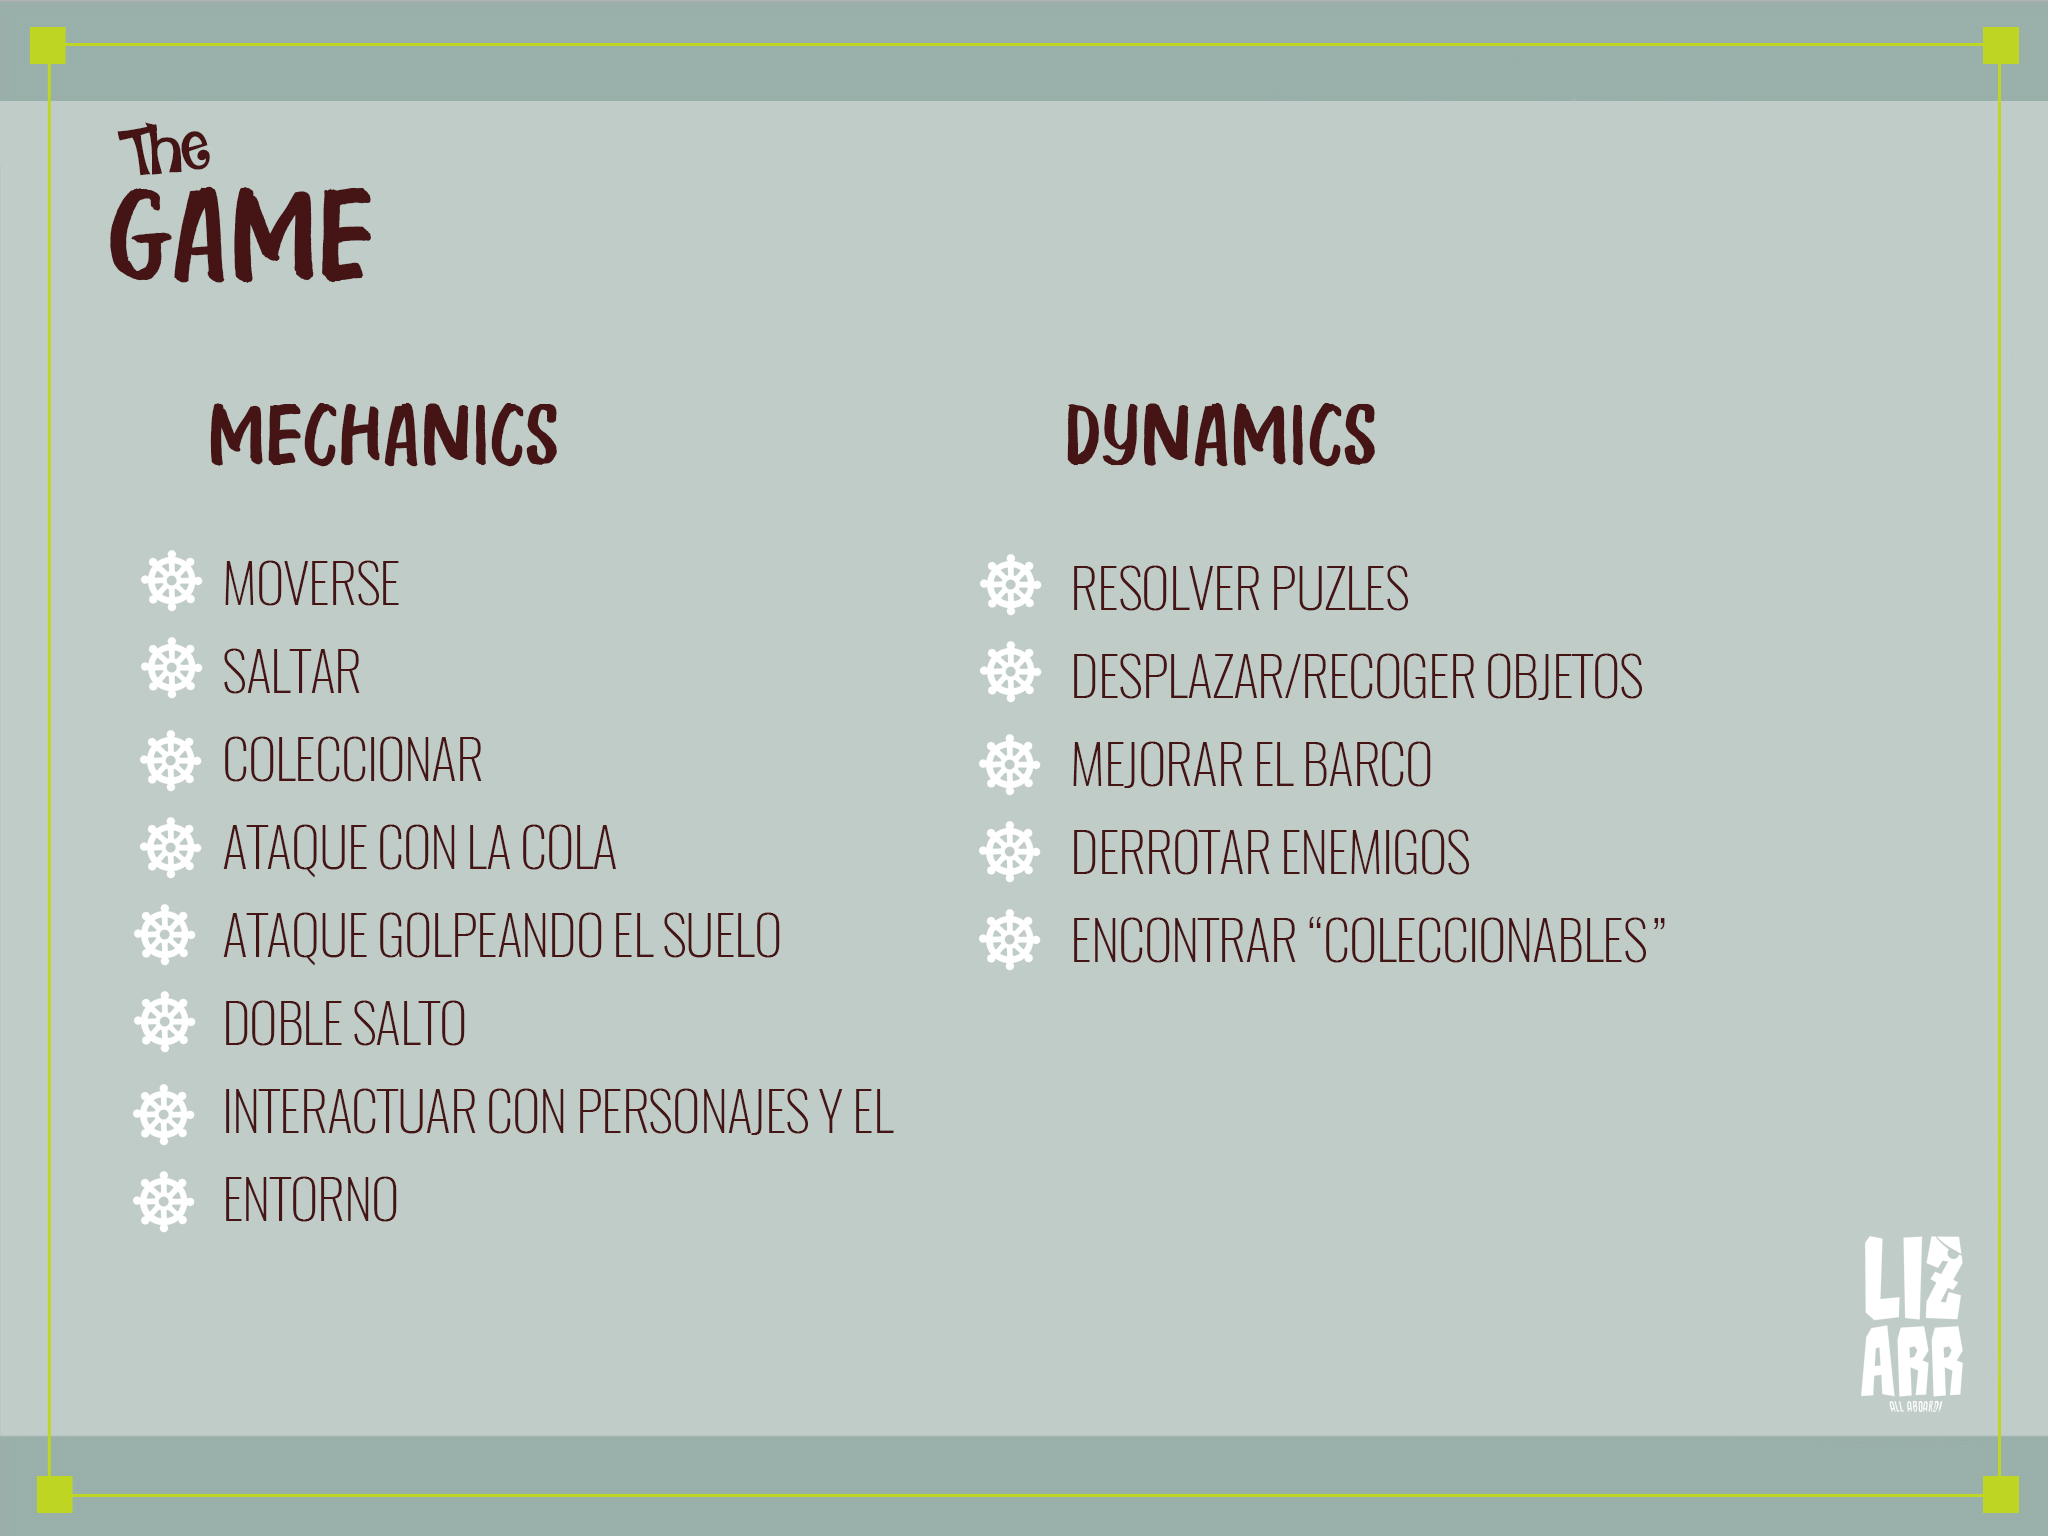 The
GAME
MECHANICS
MOVERSE
SALTAR
COLECCIONAR
ATAQUE CON LA COLA
ATAQUE GOLPEANDO EL SUELO
DOBLE SALTO
INTERACTUAR CON PERSONAJES Y EL
ENTORNO
DYNAMICS
RESOLVER PUZLES
DESPLAZAR/RECOGER OBJETOS
MEJORAR EL BARCO
DERROTAR ENEMIGOS
ENCONTRAR “COLECCIONABLES”
LIZ
ARR
ALL ABOARD!